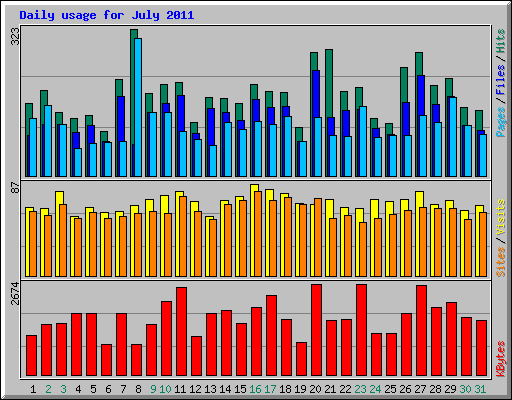 Daily usage for July 2011
323
87
2674
Pages / Files / Hits
Sites / Visits
KBytes
1 2 3 4 5 6 7 8 9 10 11 12 13 14 15 16 17 18 19 20 21 22 23 24 25 26 27 28 29 30 31